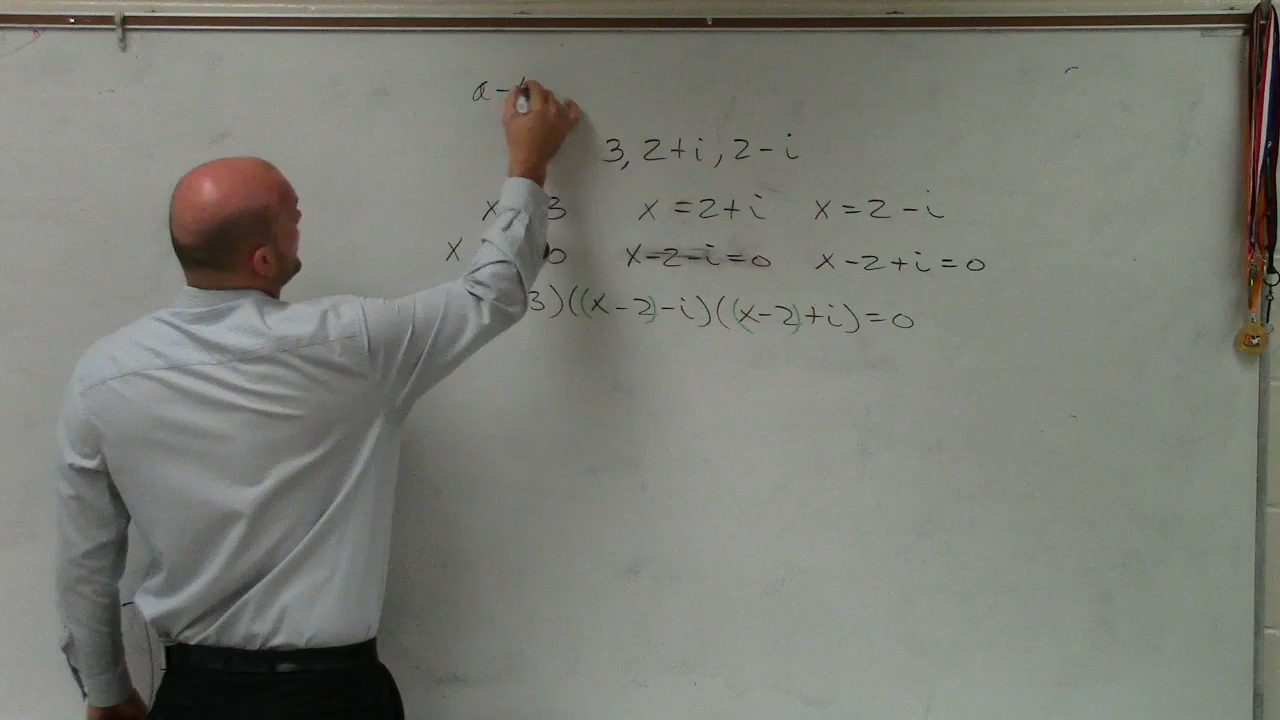 a-
3, 2+i, 2-i
x 3 x=2+i x=2-i
x 0 x-2-i=0 x-2+i=0
3)((x-2)-i)((x-2)+i)=0